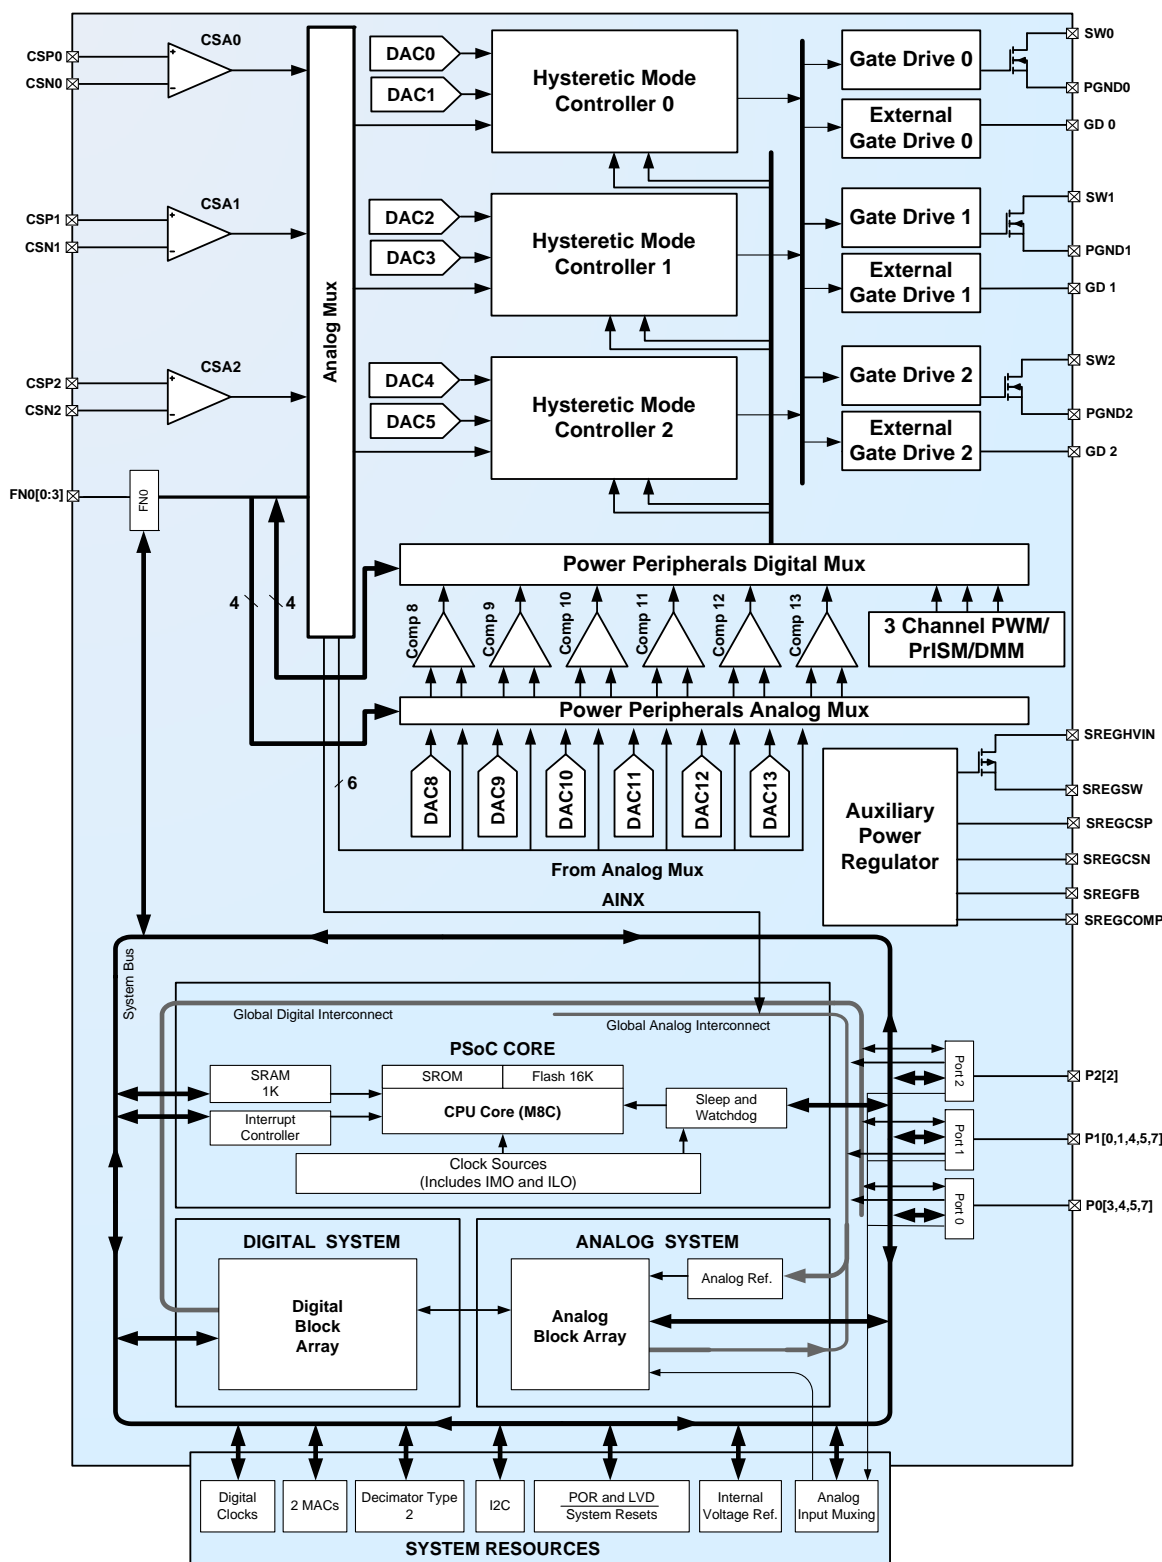 CSA0
CSP0
+
CSN0
−
DAC0
DAC1
Hysteretic Mode
Controller 0
Gate Drive 0
External
Gate Drive 0
SW0
PGND0
GD 0
CSA1
CSP1
+
CSN1
−
Analog Mux
DAC2
DAC3
Hysteretic Mode
Controller 1
Gate Drive 1
External
Gate Drive 1
SW1
PGND1
GD 1
CSA2
CSP2
+
CSN2
−
DAC4
DAC5
Hysteretic Mode
Controller 2
Gate Drive 2
External
Gate Drive 2
SW2
PGND2
GD 2
FN0[0:3]
FN0
4
4
Power Peripherals Digital Mux
Comp 8
Comp 9
Comp 10
Comp 11
Comp 12
Comp 13
3 Channel PWM/
PrISM/DMM
Power Peripherals Analog Mux
6
DAC8
DAC9
DAC10
DAC11
DAC12
DAC13
From Analog Mux
AINX
Auxiliary
Power
Regulator
SREGHVIN
SREGSW
SREGCSP
SREGCSN
SREGFB
SREGCOMP
System Bus
Global Digital Interconnect
Global Analog Interconnect
PSoC CORE
SRAM
1K
SROM
Flash 16K
CPU Core (M8C)
Interrupt
Controller
Sleep and
Watchdog
Clock Sources
(Includes IMO and ILO)
Port 2
P2[2]
Port 1
P1[0,1,4,5,7]
Port 0
P0[3,4,5,7]
DIGITAL SYSTEM
Digital
Block
Array
ANALOG SYSTEM
Analog
Block Array
Analog Ref.
Digital
Clocks
2 MACs
Decimator Type
2
I2C
POR and LVD
System Resets
Internal
Voltage Ref.
Analog
Input Muxing
SYSTEM RESOURCES